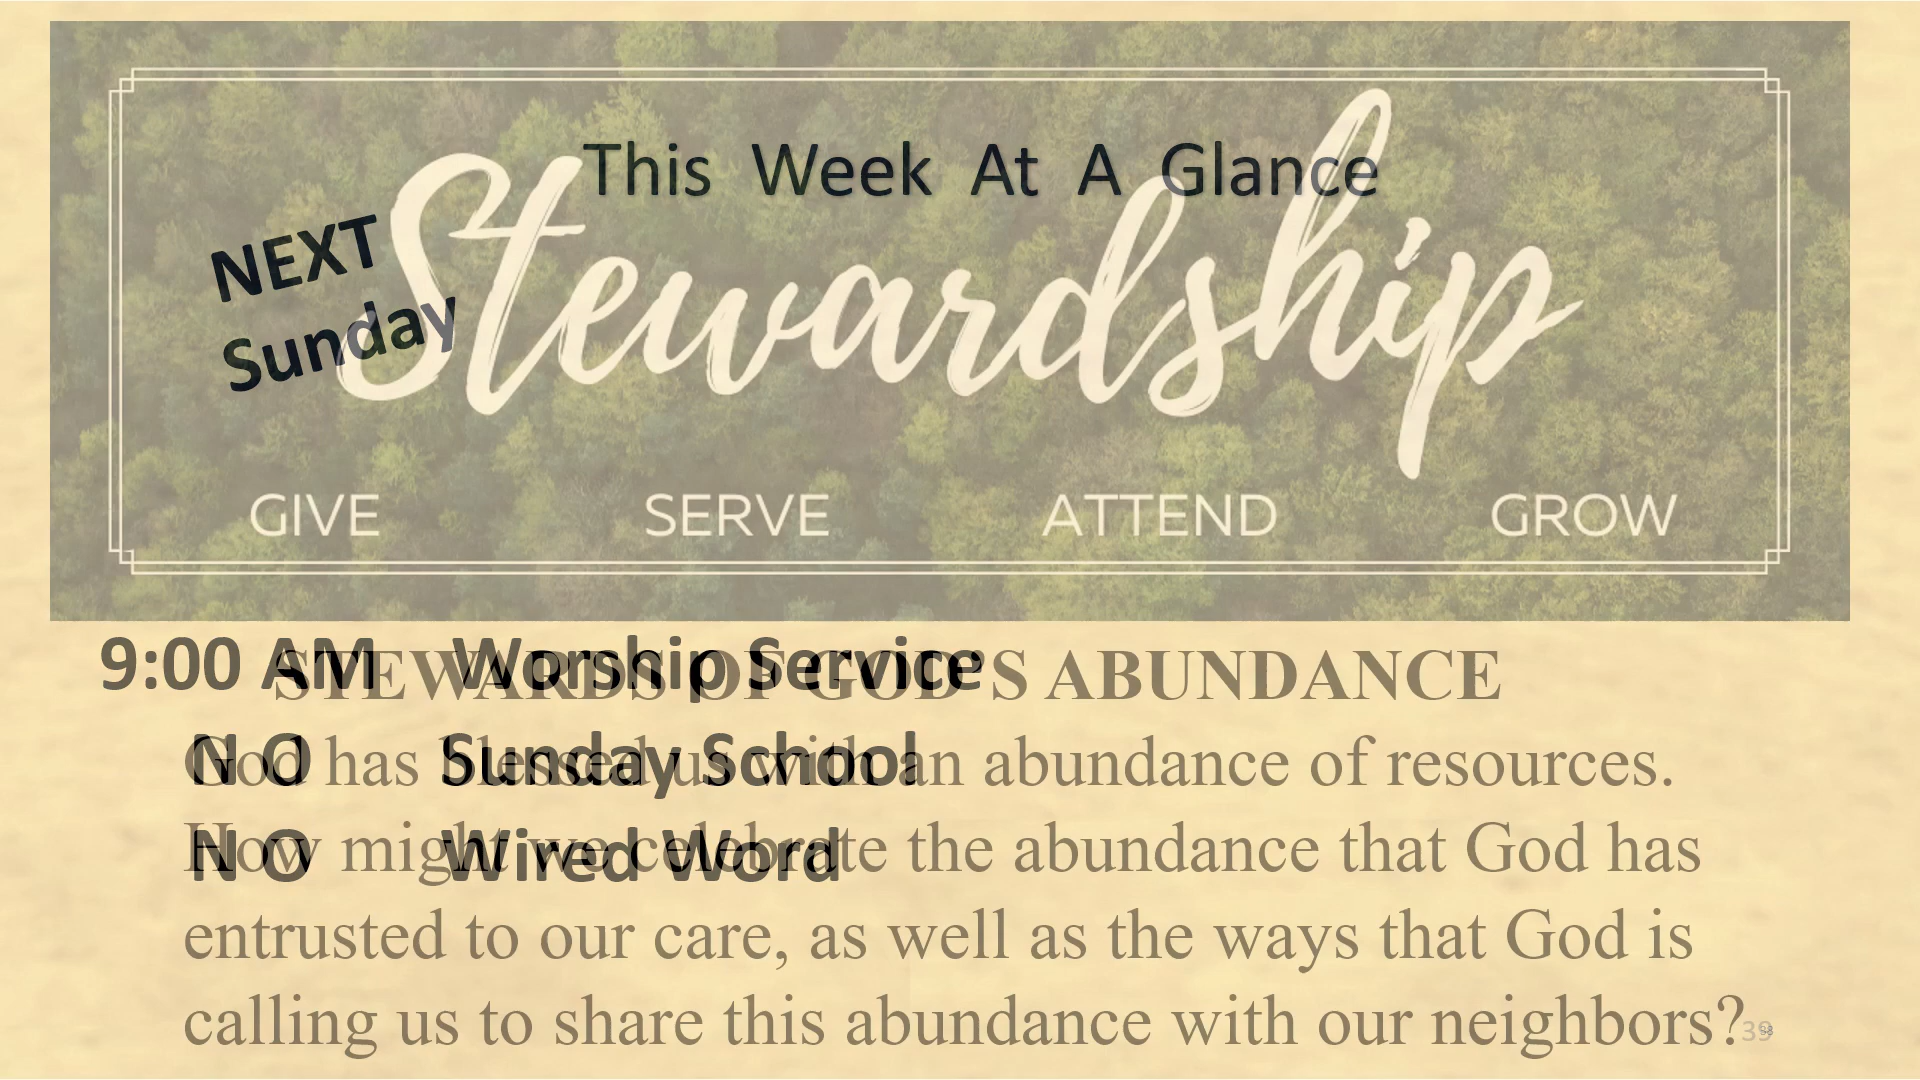 This Week At A Glance
Stewardship
NEXT
Sunday
GIVE SERVE ATTEND GROW
9:00 AM Worship Service
N O Sunday School
N O Wired Word
STEWARDS OF GOD'S ABUNDANCE
God has blessed us with an abundance of resources.
How might we celebrate the abundance that God has
entrusted to our care, as well as the ways that God is
calling us to share this abundance with our neighbors?
39